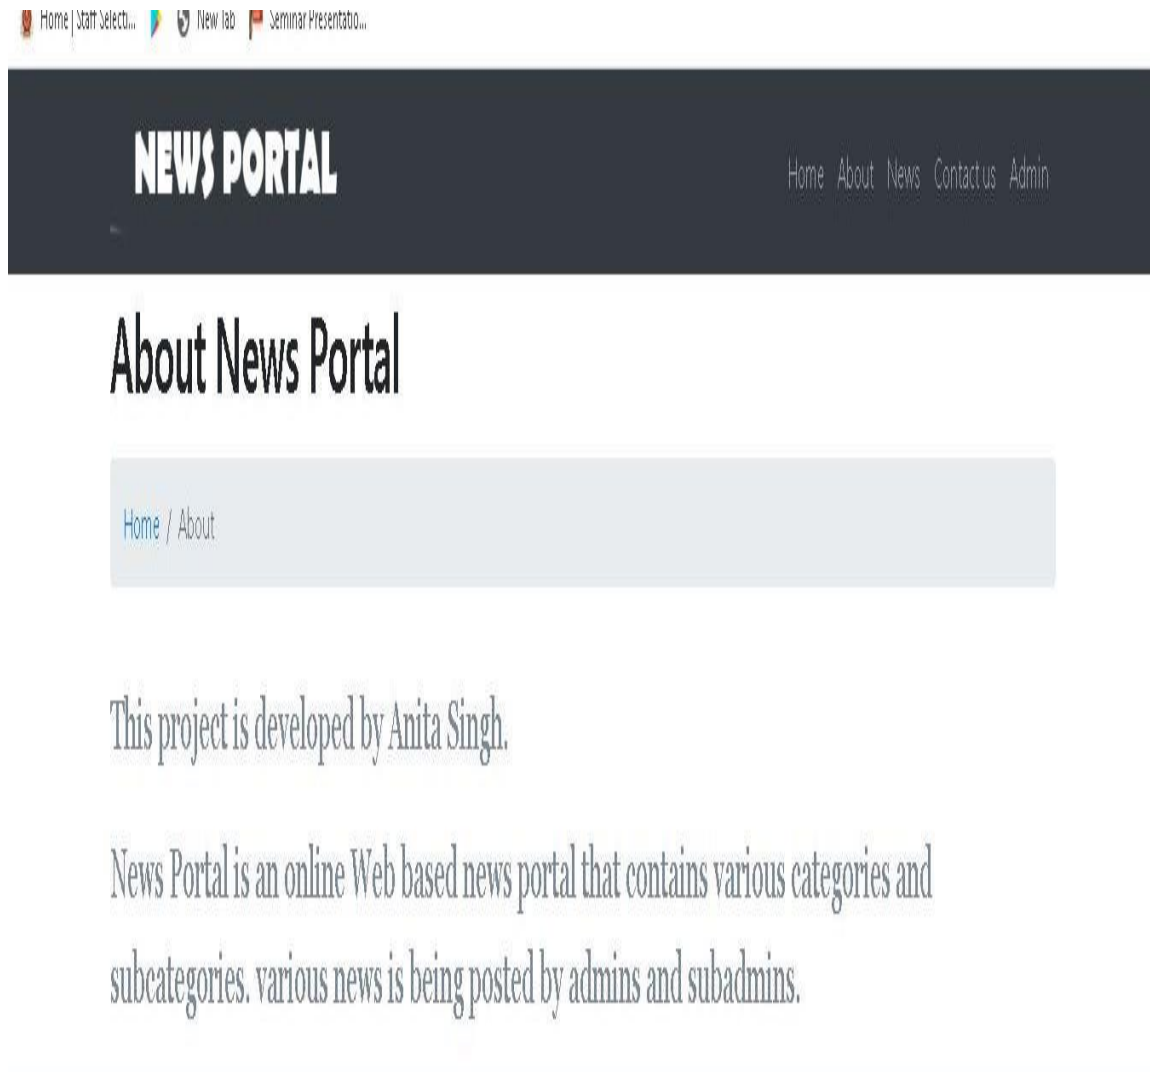 Home | Staff Selecti... New Tab Seminar Presentatio...
NEWS PORTAL
Home About News Contact us Admin
About News Portal
Home / About
This project is developed by Anita Singh.
News Portal is an online Web based news portal that contains various categories and
subcategories. various news is being posted by admins and subadmins.